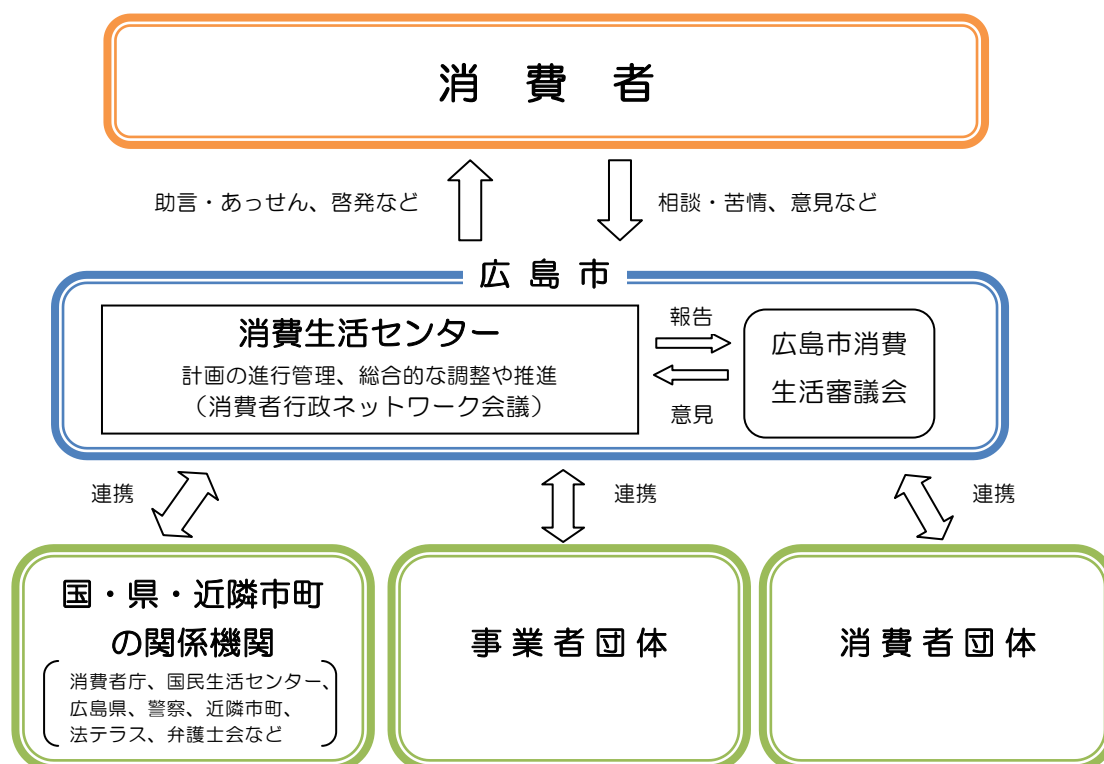 消　費　者
助言・あっせん、啓発など
相談・苦情、意見など
広 島 市
消費生活センター
計画の進行管理、総合的な調整や推進
（消費者行政ネットワーク会議）
報告
意見
広島市消費
生活審議会
連携
連携
連携
国・県・近隣市町
の関係機関
消費者庁、国民生活センター、
広島県、警察、近隣市町、
法テラス、弁護士会など
事 業 者 団 体
消 費 者 団 体